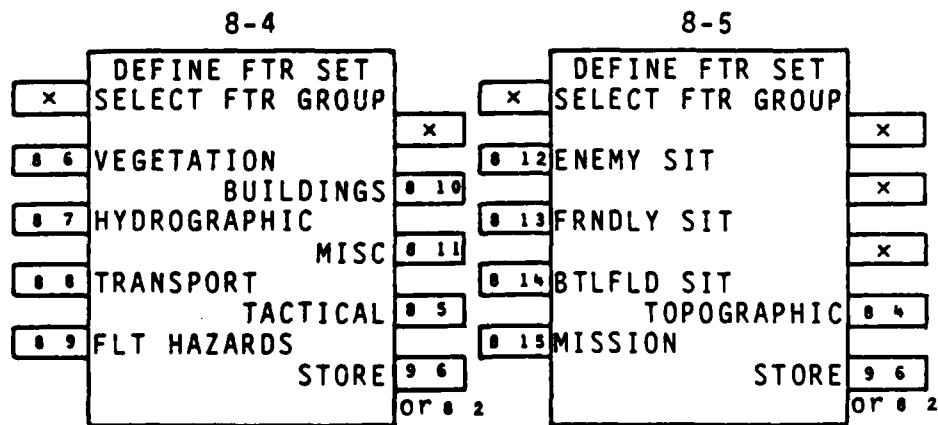 8-4
DEFINE FTR SET
× SELECT FTR GROUP
×
8 6 VEGETATION
BUILDINGS 8 10
8 7 HYDROGRAPHIC
MISC 8 11
8 8 TRANSPORT
TACTICAL 8 5
8 9 FLT HAZARDS
STORE 9 6
or 8 2
8-5
DEFINE FTR SET
× SELECT FTR GROUP
×
8 12 ENEMY SIT
×
8 13 FRNDLY SIT
×
8 14 BTLFLD SIT
TOPOGRAPHIC 8 4
8 15 MISSION
STORE 9 6
or 8 2